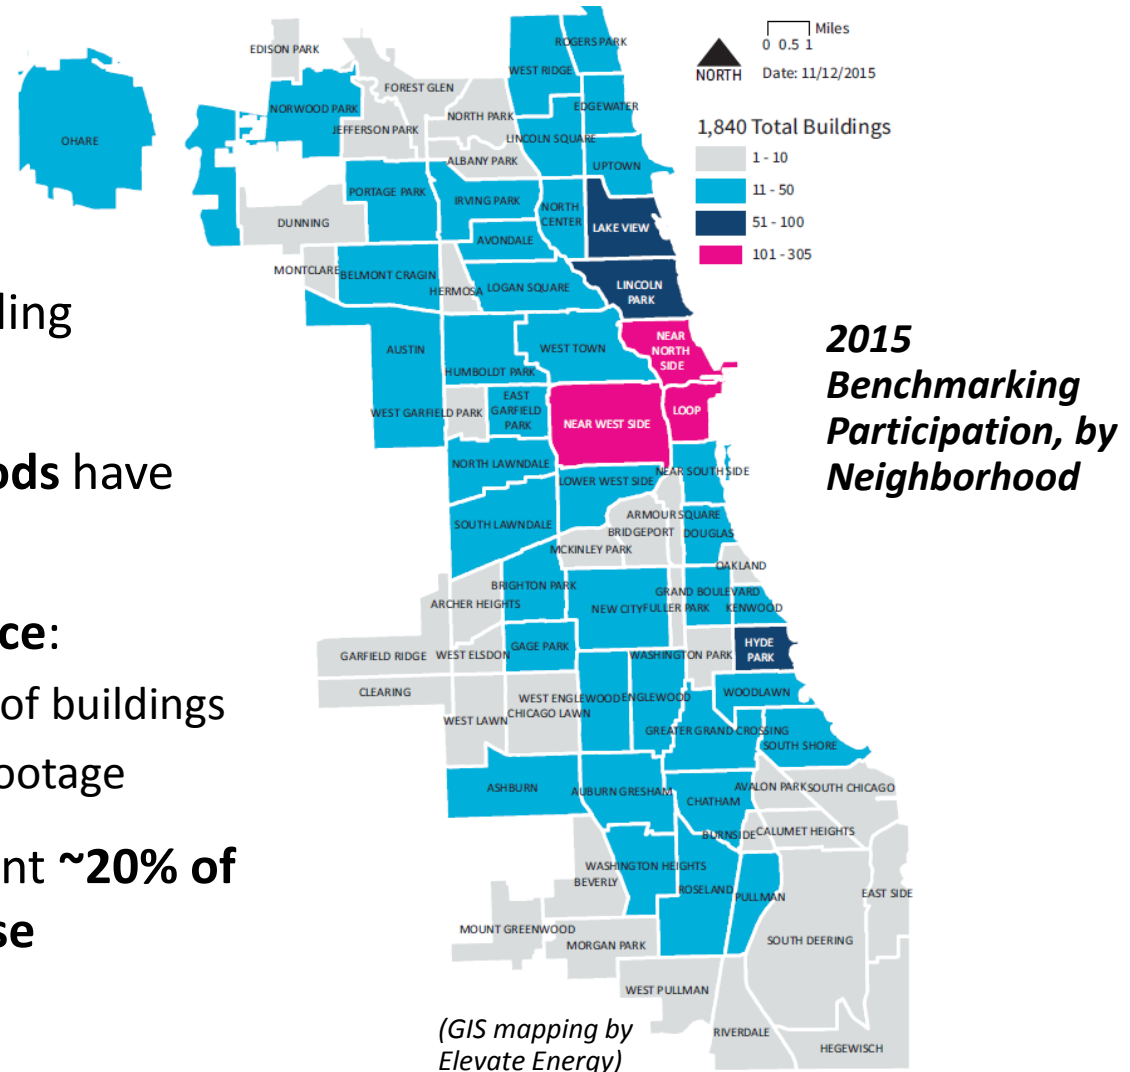 EDISON PARK
ROGERS PARK
WEST RIDGE
Miles
0 0.5 1
NORTH
Date: 11/12/2015
OHARE
NORWOOD PARK
FOREST GLEN
JEFFERSON PARK
NORTH PARK
EDGEWATER
LINCOLN SQUARE
ALBANY PARK
UPTOWN
1,840 Total Buildings
1 - 10
11 - 50
51 - 100
101 - 305
PORTAGE PARK
IRVING PARK
NORTH
CENTER
DUNNING
LAKE VIEW
AVONDALE
MONTCLARE
BELMONT CRAGIN
HERMOSA
LOGAN SQUARE
LINCOLN
PARK
ling
AUSTIN
WEST TOWN
NEAR
NORTH
SIDE
HUMBOLDT PARK
2015
Benchmarking
Participation, by
Neighborhood
WEST GARFIELD PARK
EAST
GARFIELD
PARK
NEAR WEST SIDE
LOOP
ods have
NORTH LAWNDALE
LOWER WEST SIDE
NEAR SOUTH SIDE
SOUTH LAWNDALE
ARMOUR SQUARE
BRIDGEPORT
DOUGLAS
MCKINLEY PARK
OAKLAND
BRIGHTON PARK
ARCHER HEIGHTS
GRAND BOULEVARD
NEW CITY
FULLER PARK
KENWOOD
ce:
GARFIELD RIDGE
WEST ELSDON
GAGE PARK
WASHINGTON PARK
HYDE
PARK
CLEARING
of buildings
WEST LAWN
CHICAGO LAWN
WEST ENGLEWOOD
ENGLEWOOD
WOODLAWN
GREATER GRAND CROSSING
SOUTH SHORE
ootage
ASHBURN
AUBURN GRESHAM
CHATHAM
AVALON PARK
SOUTH CHICAGO
BURNSIDE
CALUMET HEIGHTS
nt ~20% of
WASHINGTON HEIGHTS
BEVERLY
ROSELAND
PULLMAN
EAST SIDE
se
MOUNT GREENWOOD
MORGAN PARK
SOUTH DEERING
WEST PULLMAN
(GIS mapping by
Elevate Energy)
RIVERDALE
HEGEWISCH